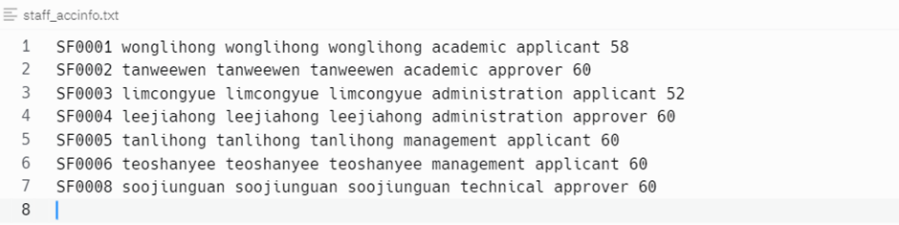 staff_accinfo.txt
1 SF0001 wonglihong wonglihong wonglihong academic applicant 58
2 SF0002 tanweewen tanweewen tanweewen academic approver 60
3 SF0003 limcongyue limcongyue limcongyue administration applicant 52
4 SF0004 leejiahong leejiahong leejiahong administration approver 60
5 SF0005 tanlihong tanlihong tanlihong management applicant 60
6 SF0006 teoshanyee teoshanyee teoshanyee management applicant 60
7 SF0008 soojiunguan soojiunguan soojiunguan technical approver 60
8